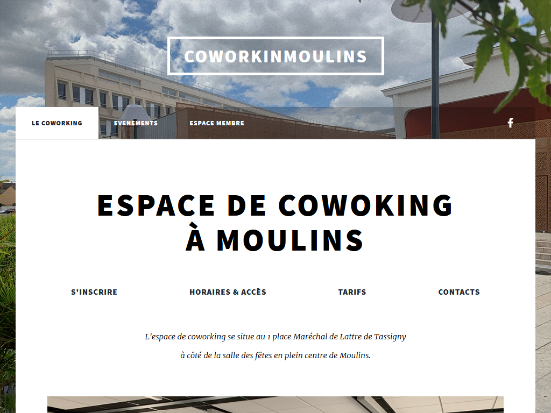 COWORKINMOULINS
LE COWORKING
EVENEMENTS
ESPACE MEMBRE
ESPACE DE COWOKING
À MOULINS
S'INSCRIRE
HORAIRES & ACCÈS
TARIFS
CONTACTS
L'espace de coworking se situe au 1 place Maréchal de Lattre de Tassigny
à côté de la salle des fêtes en plein centre de Moulins.